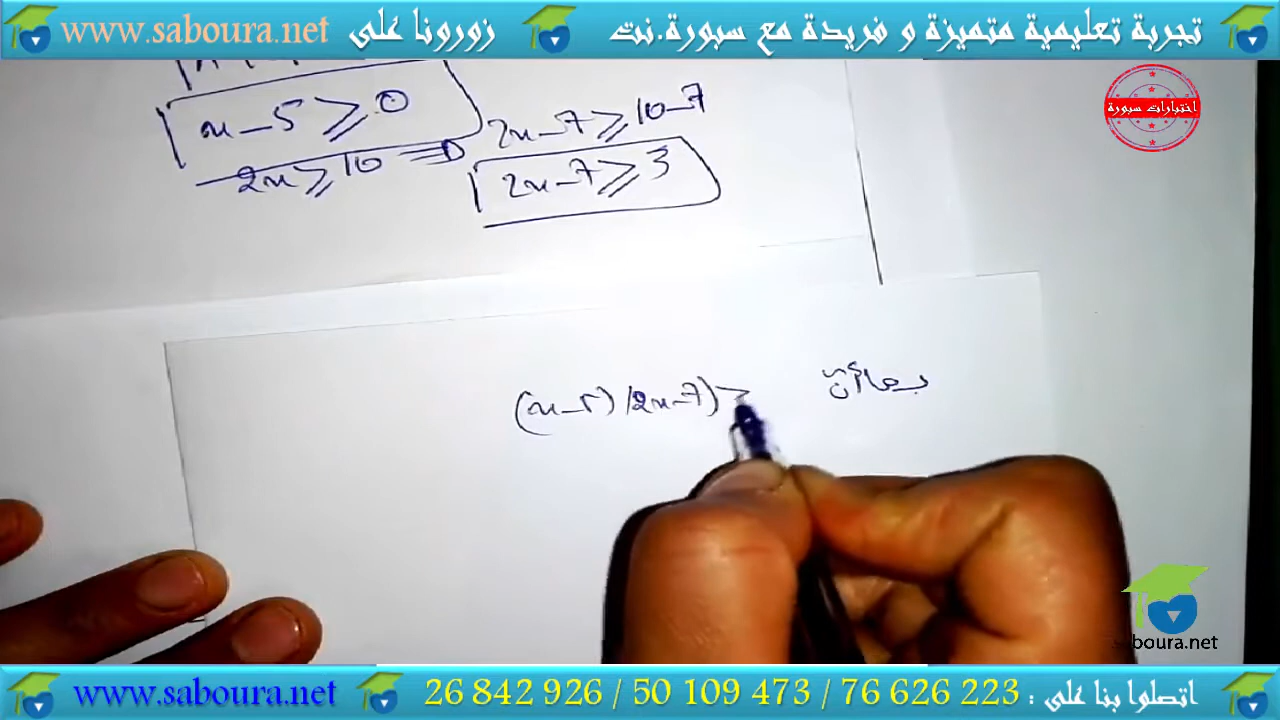 www.saboura.net زورونا على تجربة تعليمية متميزة و فريدة مع سبورة.نت
اختبارات سبورة
x-5 ⩾ 0
2x ⩾ 10 ⇒ 2x-7 ⩾ 10-7
2x-7 ⩾ 3
بما أن (x-5)(2x-7) ⩾
saboura.net
www.saboura.net 26 842 926 / 50 109 473 / 76 626 223 : اتصلوا بنا على